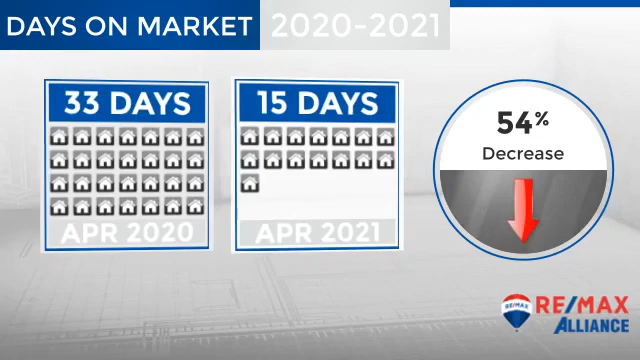 DAYS ON MARKET 2020-2021
33 DAYS
APR 2020
15 DAYS
APR 2021
54%
Decrease
RE/MAX
RE/MAX
ALLIANCE